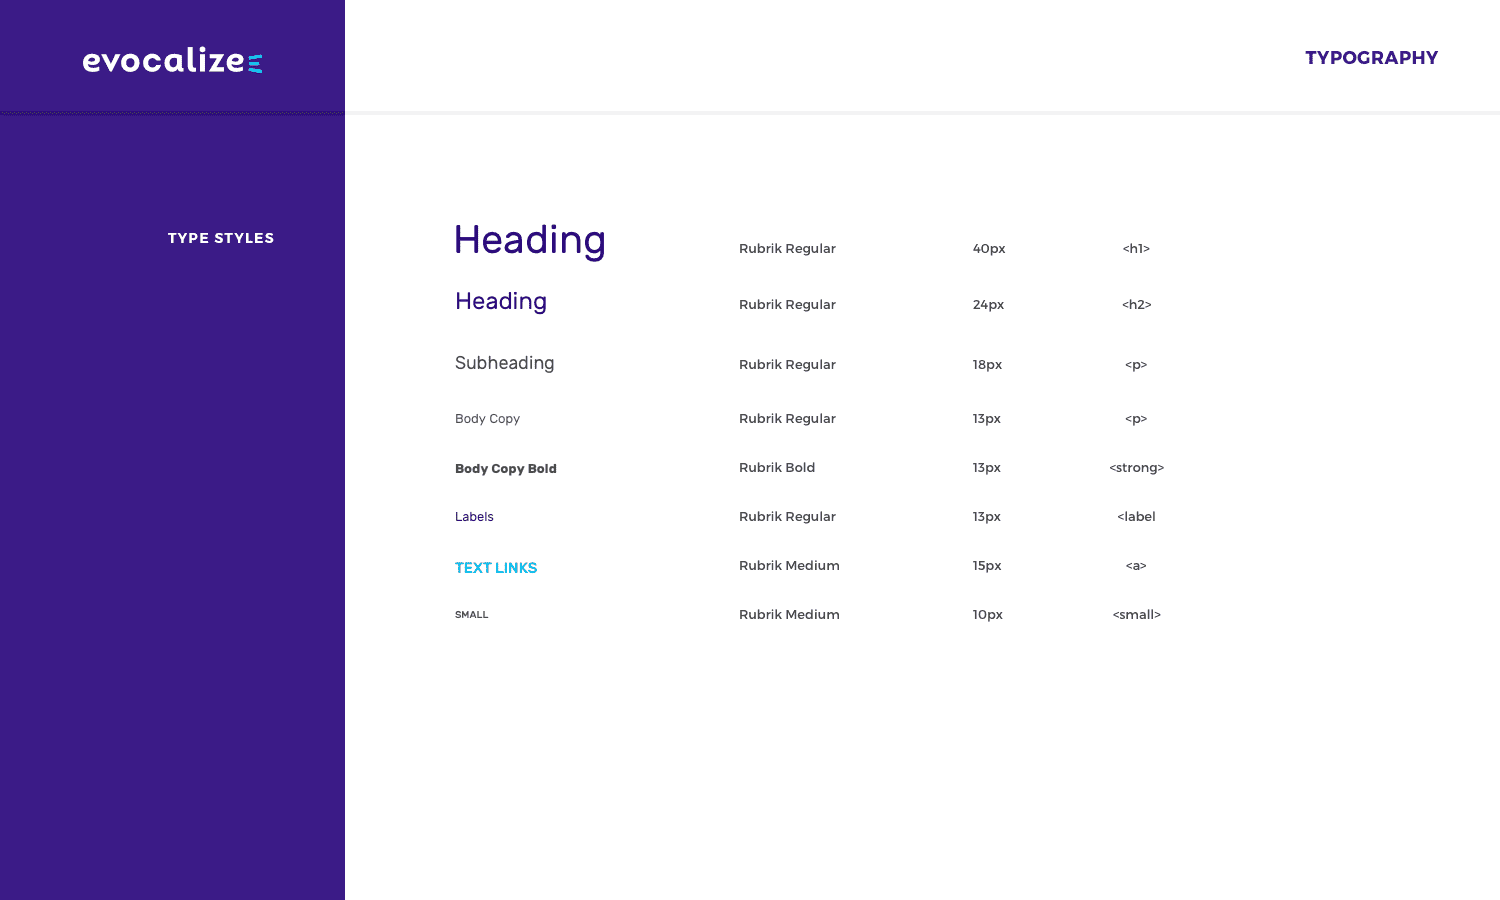 evocalize
TYPOGRAPHY
TYPE STYLES
Heading Rubrik Regular 40px <h1>
Heading Rubrik Regular 24px <h2>
Subheading Rubrik Regular 18px <p>
Body Copy Rubrik Regular 13px <p>
Body Copy Bold Rubrik Bold 13px <strong>
Labels Rubrik Regular 13px <label
TEXT LINKS Rubrik Medium 15px <a>
SMALL Rubrik Medium 10px <small>